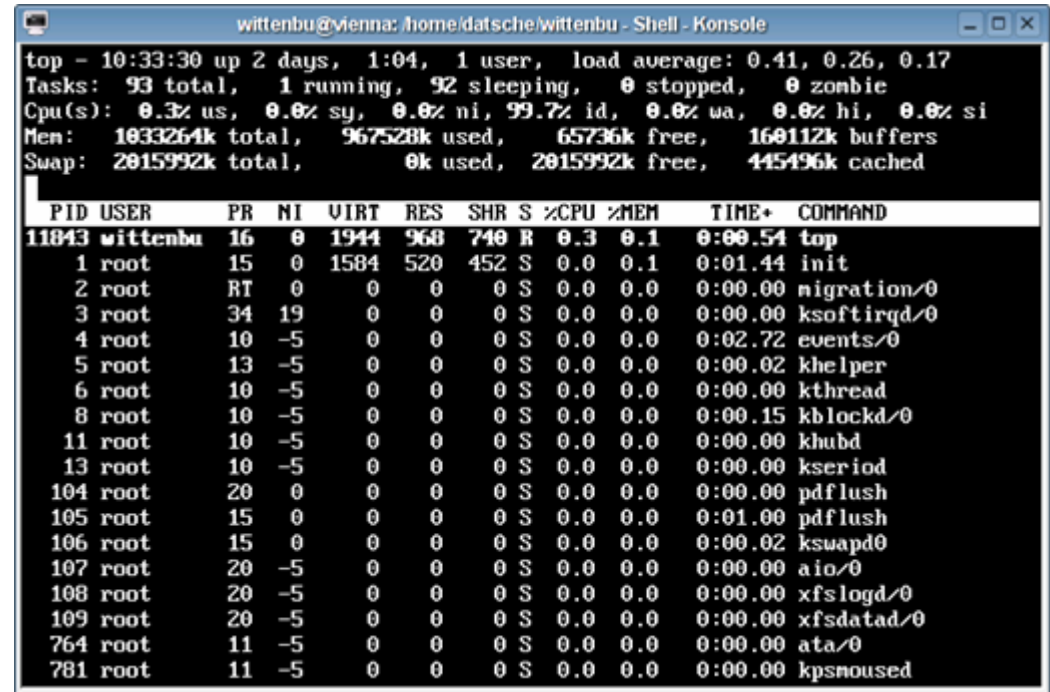 wittenbu@vienna: /home/datsche/wittenbu - Shell - Konsole
top - 10:33:30 up 2 days,  1:04,  1 user,  load average: 0.41, 0.26, 0.17
Tasks:  93 total,   1 running,  92 sleeping,   0 stopped,   0 zombie
Cpu(s):  0.3% us,  0.0% sy,  0.0% ni, 99.7% id,  0.0% wa,  0.0% hi,  0.0% si
Mem:   1033264k total,   967528k used,    65736k free,   160112k buffers
Swap:  2015992k total,        0k used,  2015992k free,   445496k cached
PID USER      PR  NI  VIRT  RES  SHR S %CPU %MEM    TIME+  COMMAND
11843 wittenbu  16   0  1944  968  740 R  0.3  0.1   0:00.54 top
1 root      15   0  1584  520  452 S  0.0  0.1   0:01.44 init
2 root      RT   0     0    0    0 S  0.0  0.0   0:00.00 migration/0
3 root      34  19     0    0    0 S  0.0  0.0   0:00.00 ksoftirqd/0
4 root      10  -5     0    0    0 S  0.0  0.0   0:02.72 events/0
5 root      13  -5     0    0    0 S  0.0  0.0   0:00.02 khelper
6 root      10  -5     0    0    0 S  0.0  0.0   0:00.00 kthread
8 root      10  -5     0    0    0 S  0.0  0.0   0:00.15 kblockd/0
11 root      10  -5     0    0    0 S  0.0  0.0   0:00.00 khubd
13 root      10  -5     0    0    0 S  0.0  0.0   0:00.00 kseriod
104 root      20   0     0    0    0 S  0.0  0.0   0:00.00 pdflush
105 root      15   0     0    0    0 S  0.0  0.0   0:01.00 pdflush
106 root      15   0     0    0    0 S  0.0  0.0   0:00.02 kswapd0
107 root      20  -5     0    0    0 S  0.0  0.0   0:00.00 aio/0
108 root      20  -5     0    0    0 S  0.0  0.0   0:00.00 xfslogd/0
109 root      20  -5     0    0    0 S  0.0  0.0   0:00.00 xfsdatad/0
764 root      11  -5     0    0    0 S  0.0  0.0   0:00.00 ata/0
781 root      11  -5     0    0    0 S  0.0  0.0   0:00.00 kpsmoused